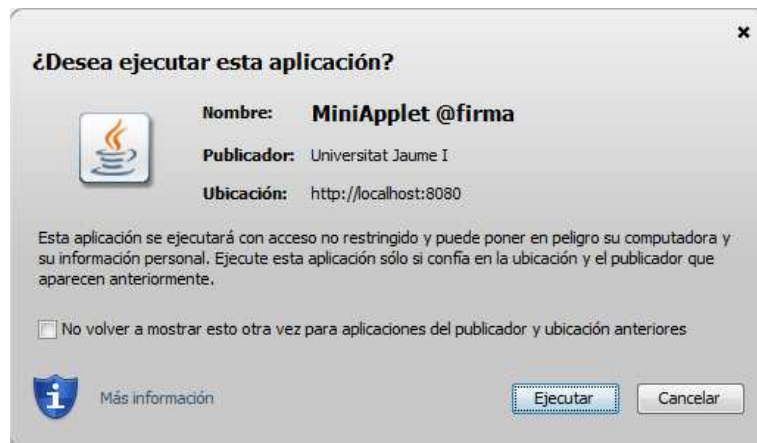 ¿Desea ejecutar esta aplicación?
Nombre: MiniApplet @firma
Publicador: Universitat Jaume I
Ubicación: http://localhost:8080
Esta aplicación se ejecutará con acceso no restringido y puede poner en peligro su computadora y
su información personal. Ejecute esta aplicación sólo si confía en la ubicación y el publicador que
aparecen anteriormente.
No volver a mostrar esto otra vez para aplicaciones del publicador y ubicación anteriores
Más información Ejecutar Cancelar